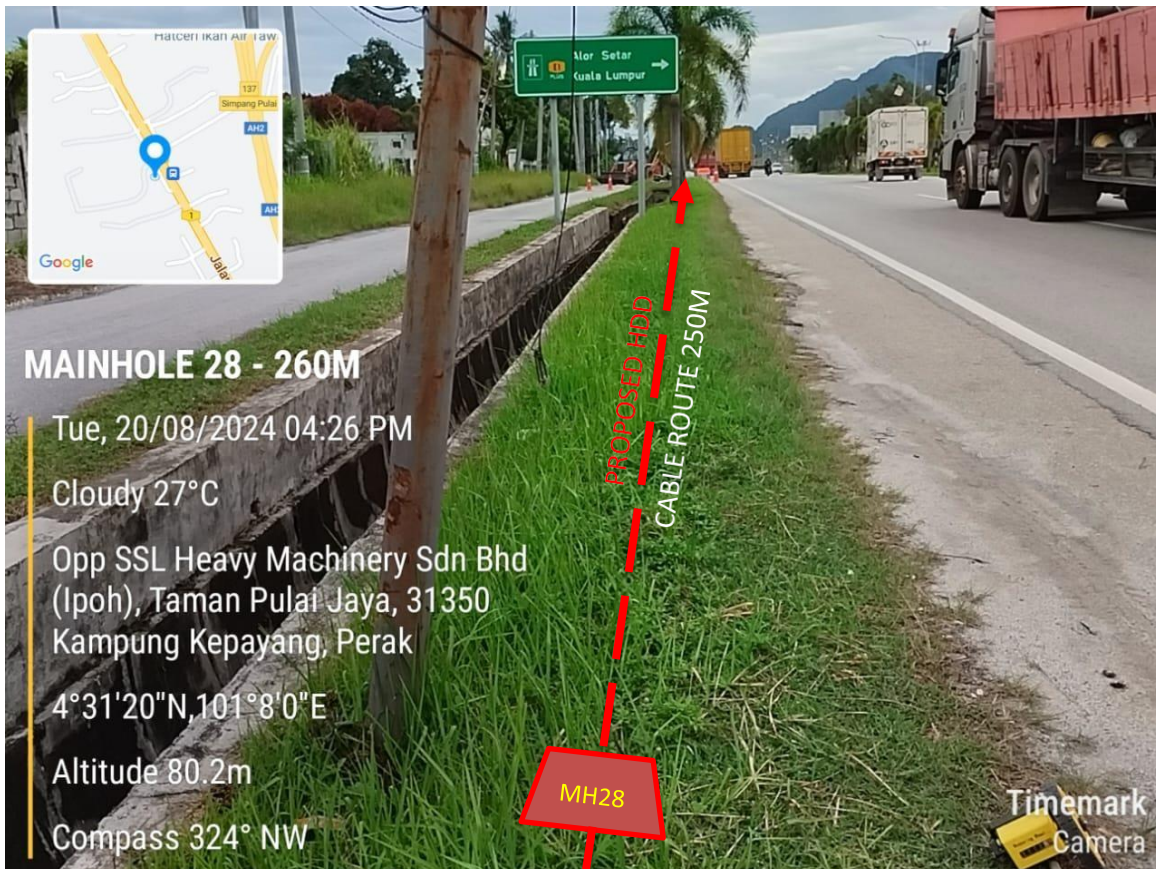 Hatceri Ikan Air Taw
137
Simpang Pulai
AH2
1
Jala
Google
E1
PLUS
Alor Setar
Kuala Lumpur
MAINHOLE 28 - 260M
Tue, 20/08/2024 04:26 PM
Cloudy 27°C
Opp SSL Heavy Machinery Sdn Bhd
(Ipoh), Taman Pulai Jaya, 31350
Kampung Kepayang, Perak
4°31'20"N,101°8'0"E
Altitude 80.2m
Compass 324° NW
PROPOSED HDD
CABLE ROUTE 250M
MH28
Timemark
Camera